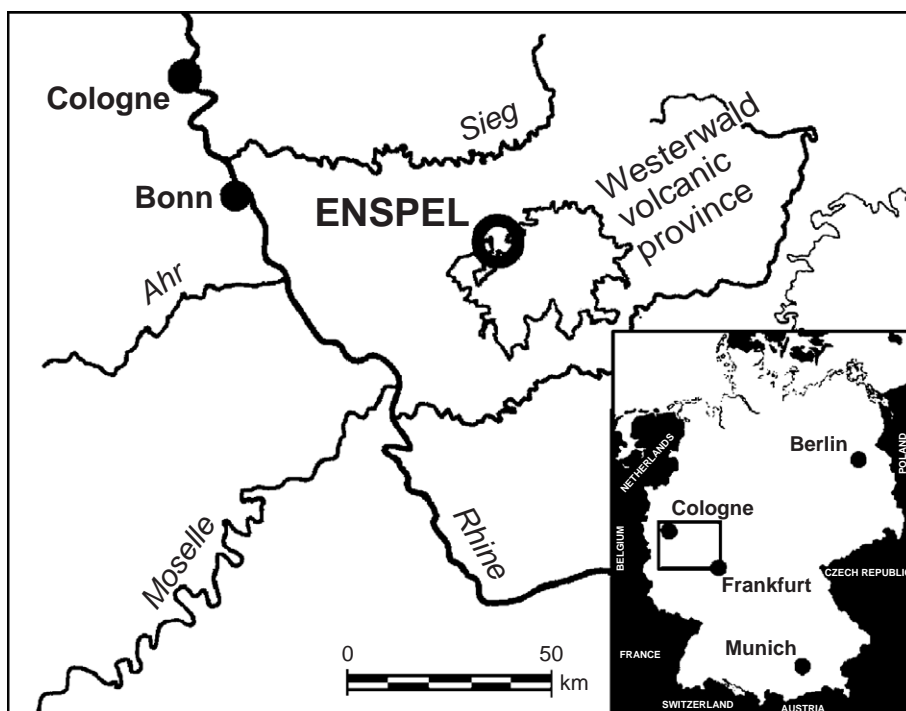 Cologne
Sieg
Westerwald
volcanic
province
Bonn
ENSPEL
Ahr
Moselle
Rhine
0
50
km
Berlin
POLAND
NETHERLANDS
Cologne
BELGIUM
CZECH REPUBLIC
Frankfurt
FRANCE
Munich
SWITZERLAND
AUSTRIA